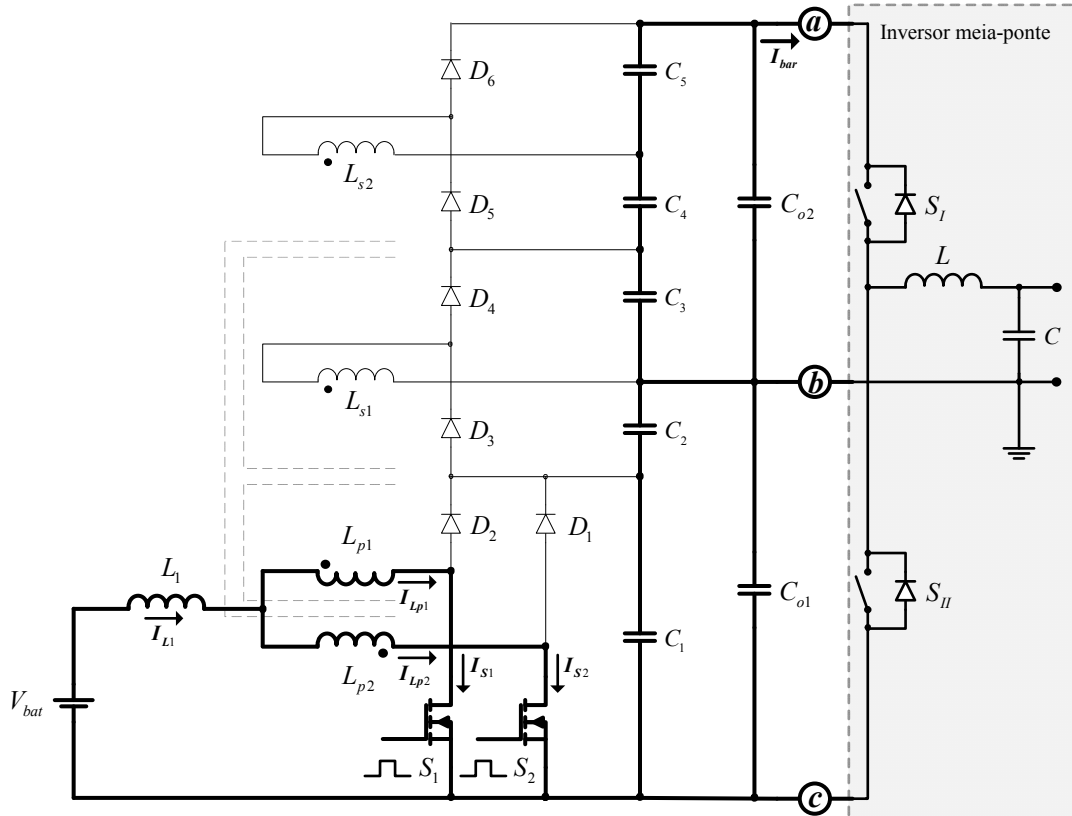 a
Inversor meia-ponte
I_bar
D_6
C_5
L_s2
D_5
C_4
C_o2
S_I
L
D_4
C_3
C
L_s1
b
D_3
C_2
D_2
D_1
L_p1
L_1
I_Lp1
C_o1
S_II
I_L1
C_1
L_p2
I_Lp2
I_S1
I_S2
V_bat
S_1
S_2
c